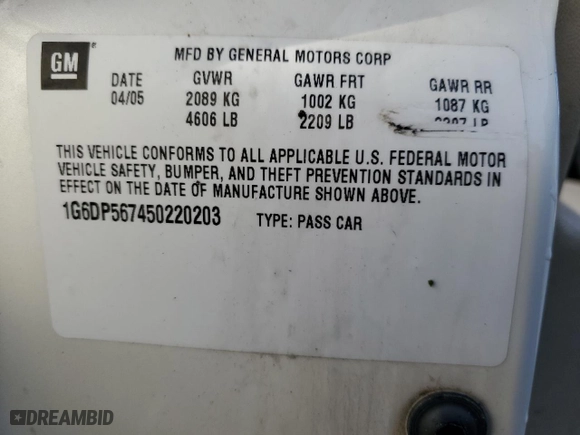 GM
MFD BY GENERAL MOTORS CORP
DATE GVWR GAWR FRT GAWR RR
04/05 2089 KG 1002 KG 1087 KG
4606 LB 2209 LB LB
THIS VEHICLE CONFORMS TO ALL APPLICABLE U.S. FEDERAL MOTOR
VEHICLE SAFETY, BUMPER, AND THEFT PREVENTION STANDARDS IN
EFFECT ON THE DATE OF MANUFACTURE SHOWN ABOVE.
1G6DP567450220203 TYPE: PASS CAR
DREAMBID